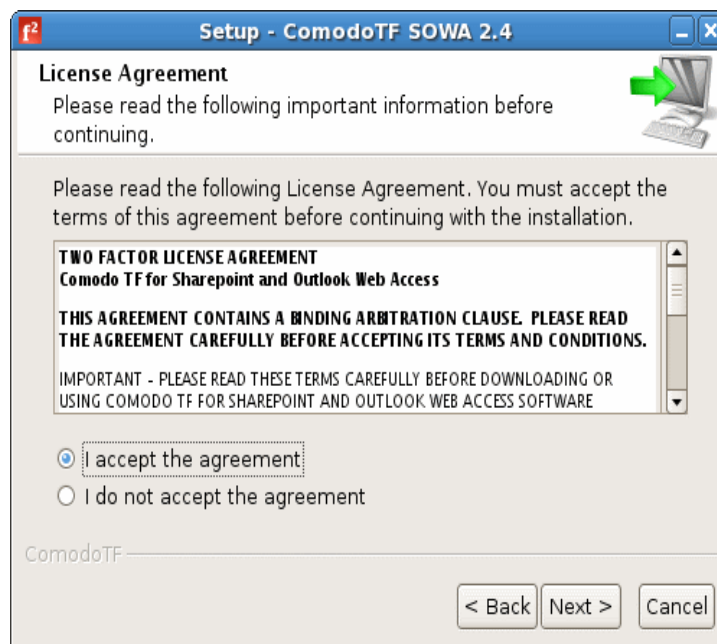 f²
Setup - ComodoTF SOWA 2.4
License Agreement
Please read the following important information before
continuing.
Please read the following License Agreement. You must accept the
terms of this agreement before continuing with the installation.
TWO FACTOR LICENSE AGREEMENT
Comodo TF for Sharepoint and Outlook Web Access
THIS AGREEMENT CONTAINS A BINDING ARBITRATION CLAUSE. PLEASE READ
THE AGREEMENT CAREFULLY BEFORE ACCEPTING ITS TERMS AND CONDITIONS.
IMPORTANT - PLEASE READ THESE TERMS CAREFULLY BEFORE DOWNLOADING OR
USING COMODO TF FOR SHAREPOINT AND OUTLOOK WEB ACCESS SOFTWARE
I accept the agreement
I do not accept the agreement
ComodoTF
< Back Next > Cancel